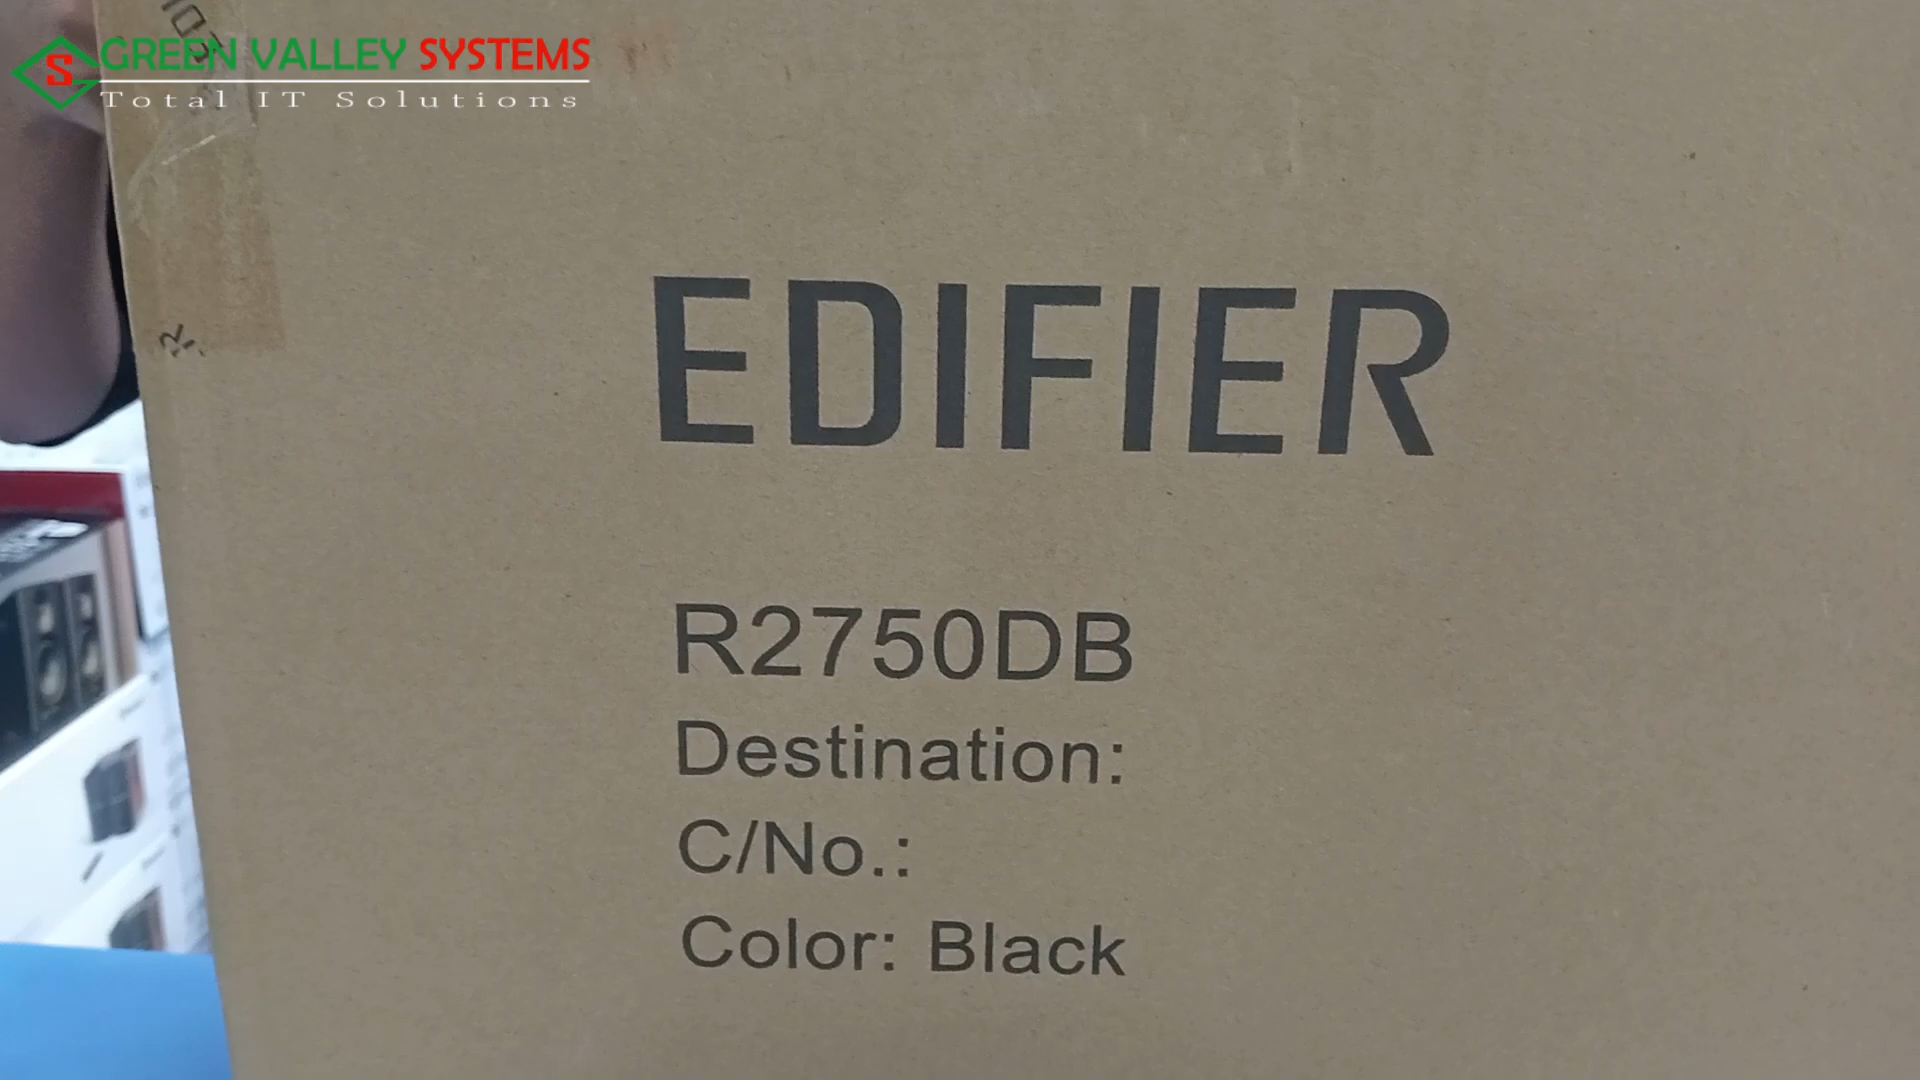 GREEN VALLEY SYSTEMS
Total IT Solutions
EDIFIER
R2750DB
Destination:
C/No.:
Color: Black